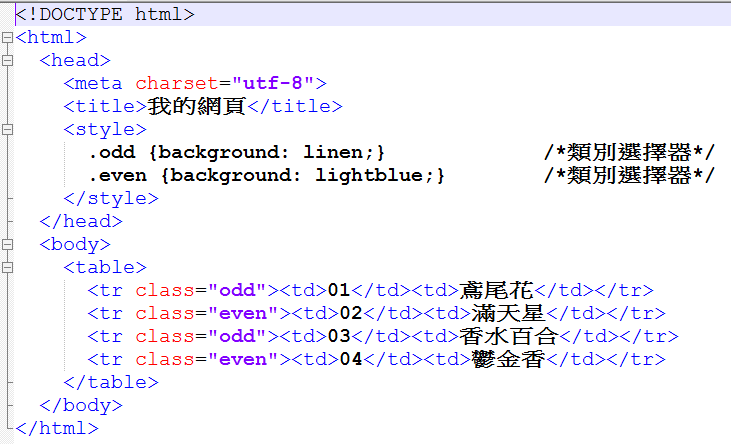 <!DOCTYPE html>
<html>
  <head>
    <meta charset="utf-8">
    <title>我的網頁</title>
    <style>
      .odd {background: linen;}             /*類別選擇器*/
      .even {background: lightblue;}        /*類別選擇器*/
    </style>
  </head>
  <body>
    <table>
      <tr class="odd"><td>01</td><td>鳶尾花</td></tr>
      <tr class="even"><td>02</td><td>滿天星</td></tr>
      <tr class="odd"><td>03</td><td>香水百合</td></tr>
      <tr class="even"><td>04</td><td>鬱金香</td></tr>
    </table>
  </body>
</html>